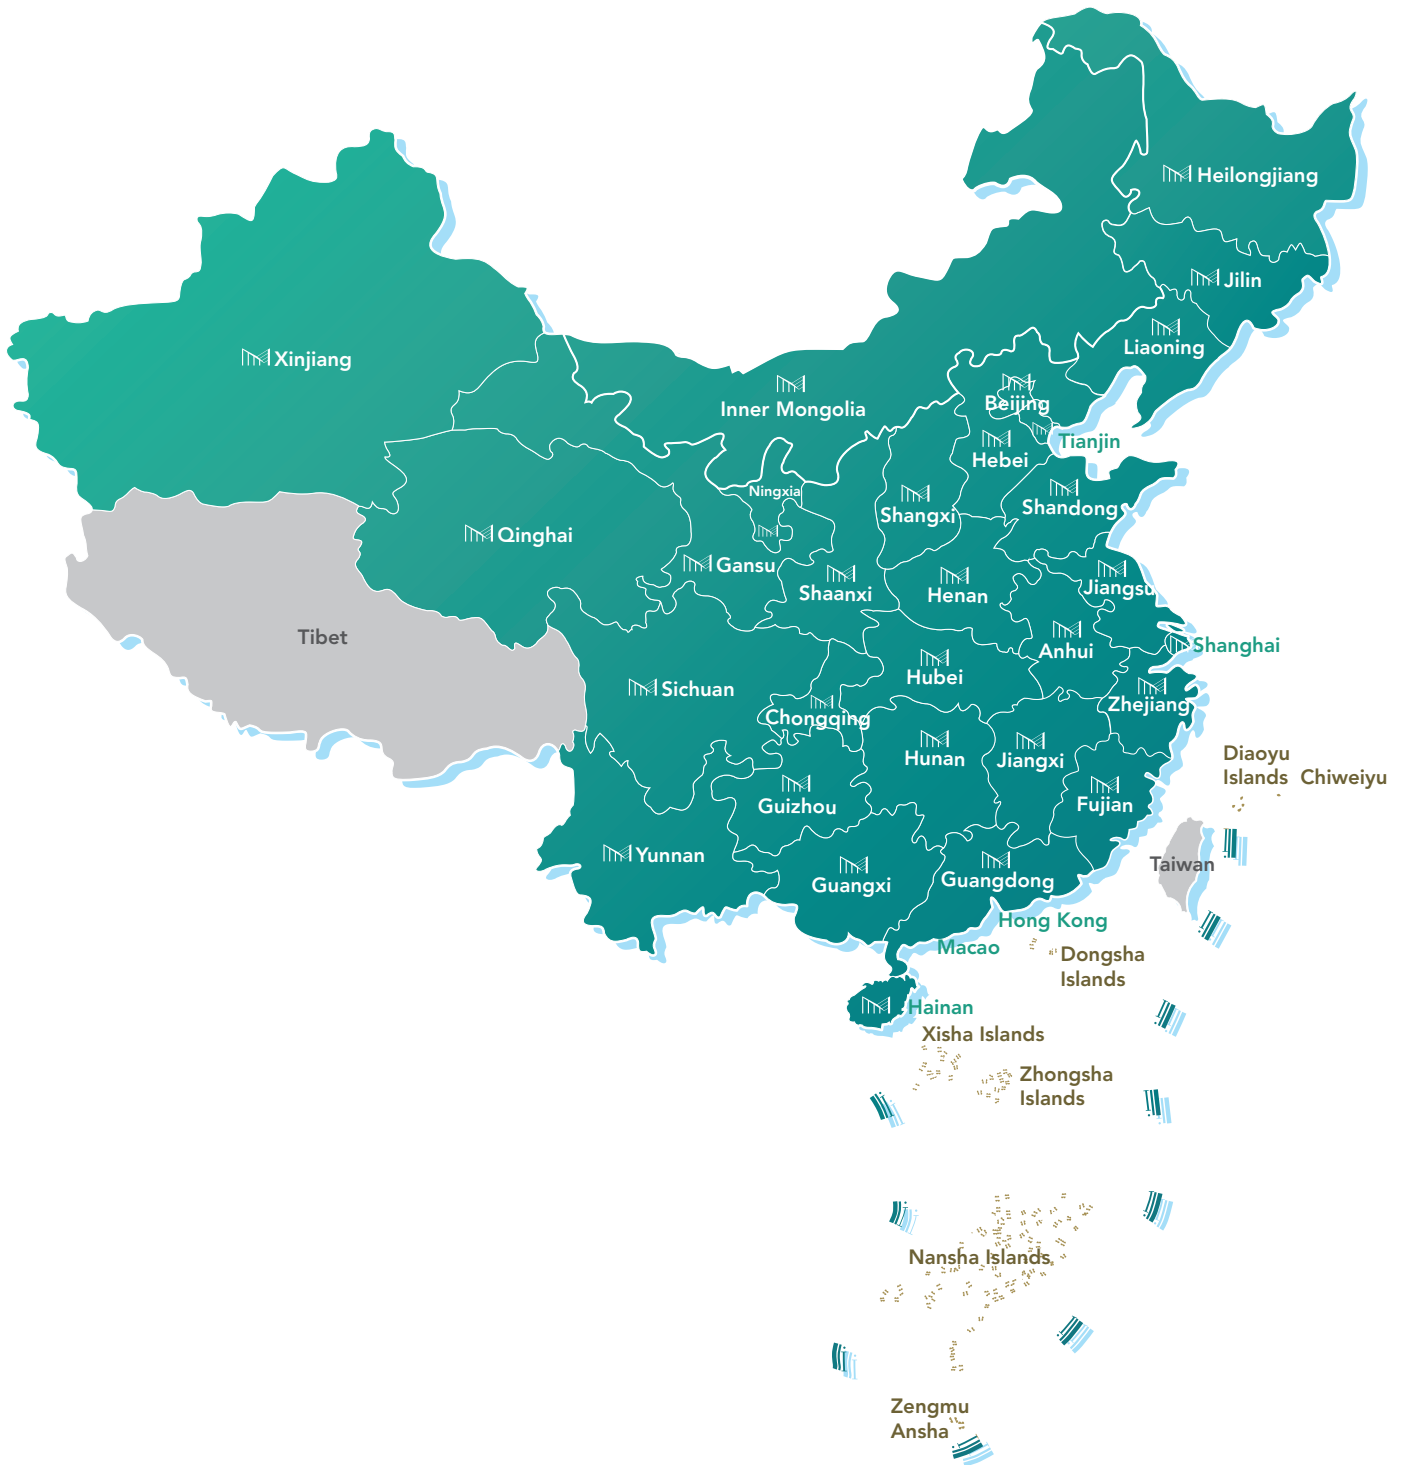 Heilongjiang
Jilin
Liaoning
Xinjiang
Inner Mongolia
Beijing
Tianjin
Hebei
Ningxia
Shangxi
Shandong
Qinghai
Gansu
Shaanxi
Henan
Jiangsu
Tibet
Anhui
Shanghai
Sichuan
Hubei
Chongqing
Zhejiang
Hunan
Jiangxi
Diaoyu
Islands Chiweiyu
Guizhou
Fujian
Yunnan
Taiwan
Guangxi
Guangdong
Hong Kong
Macao
Dongsha
Islands
Hainan
Xisha Islands
Zhongsha
Islands
Nansha Islands
Zengmu
Ansha